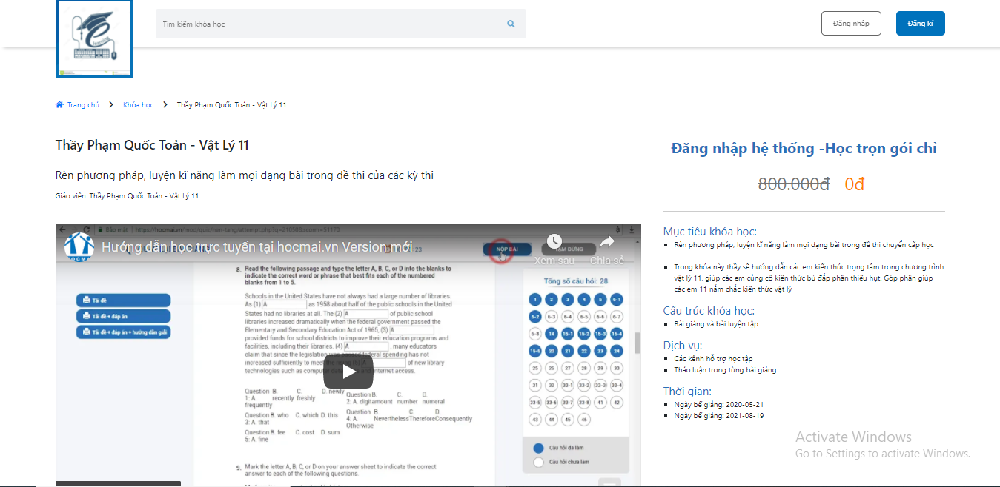 Tìm kiếm khóa học
Đăng nhập
Đăng kí
Trang chủ
Khóa học
Thầy Phạm Quốc Toản - Vật Lý 11
Thầy Phạm Quốc Toản - Vật Lý 11
Rèn phương pháp, luyện kĩ năng làm mọi dạng bài trong đề thi của các kỳ thi
Giáo viên: Thầy Phạm Quốc Toản - Vật Lý 11
Hướng dẫn học trực tuyến tại hocmai.vn Version mới
NỘP BÀI
TẠM DỪNG
Xem sau
Chia sẻ
Tải đề
Tải đề + đáp án
Tải đề + đáp án + hướng dẫn giải
8. Read the following passage and type the letter A, B, C, or D into the blanks to
indicate the correct word or phrase that best fits each of the numbered
blanks from 1 to 5.
Schools in the United States have not always had a large number of libraries.
As (1) A as 1958 about half of the public schools in the United
States had no libraries at all. The (2) A of public school
libraries increased dramatically when the federal government passed the
Elementary and Secondary Education Act of 1965, (3) A
provided funds for school districts to improve their education programs and
facilities, including their libraries. (4) A , many educators
claim that since the legislation was passed federal spending has not
increased sufficiently to meet the rising (5) A of new library
technologies such as computer and internet access.
Question B. C. D. newly
1: A. recently freshly
frequently
Question B. C. D.
2: A. digit amount number numeral
Question B. who C. which D. this
3: A. that
Question B. C. D.
4: A. Nevertheless Therefore Consequently
Otherwise
Question B. fee C. cost D. sum
5: A. fine
9. Mark the letter A, B, C, or D on your answer sheet to indicate the correct
answer to each of the following questions.
Tổng số câu hỏi: 28
1 2 3 4 5 6-1
6-2 6-3 6-4 6-5 6-6 6-7
6-8 14 15-1 15-2 15-3 15-4
15-5 20 21 22 23 24
25 26 27 28 29 30
31 32 33-1 33-2 33-3 33-4
33-5 33-6 33-7 33-8 41 42
43 44 45 46
Câu hỏi đã làm
Câu hỏi chưa làm
Đăng nhập hệ thống -Học trọn gói chỉ
800.000đ 0đ
Mục tiêu khóa học:
Rèn phương pháp, luyện kĩ năng làm mọi dạng bài trong đề thi chuyển cấp học
Trong khóa này thầy sẽ hướng dẫn các em kiến thức trọng tâm trong chương trình
vật lý 11, giúp các em củng cố kiến thức bù đắp phần thiếu hụt. Góp phần giúp
các em 11 nắm chắc kiến thức vật lý
Cấu trúc khóa học:
Bài giảng và bài luyện tập
Dịch vụ:
Các kênh hỗ trợ học tập
Thảo luận trong từng bài giảng
Thời gian:
Ngày bế giảng: 2020-05-21
Ngày bế giảng: 2021-08-19
Activate Windows
Go to Settings to activate Windows.